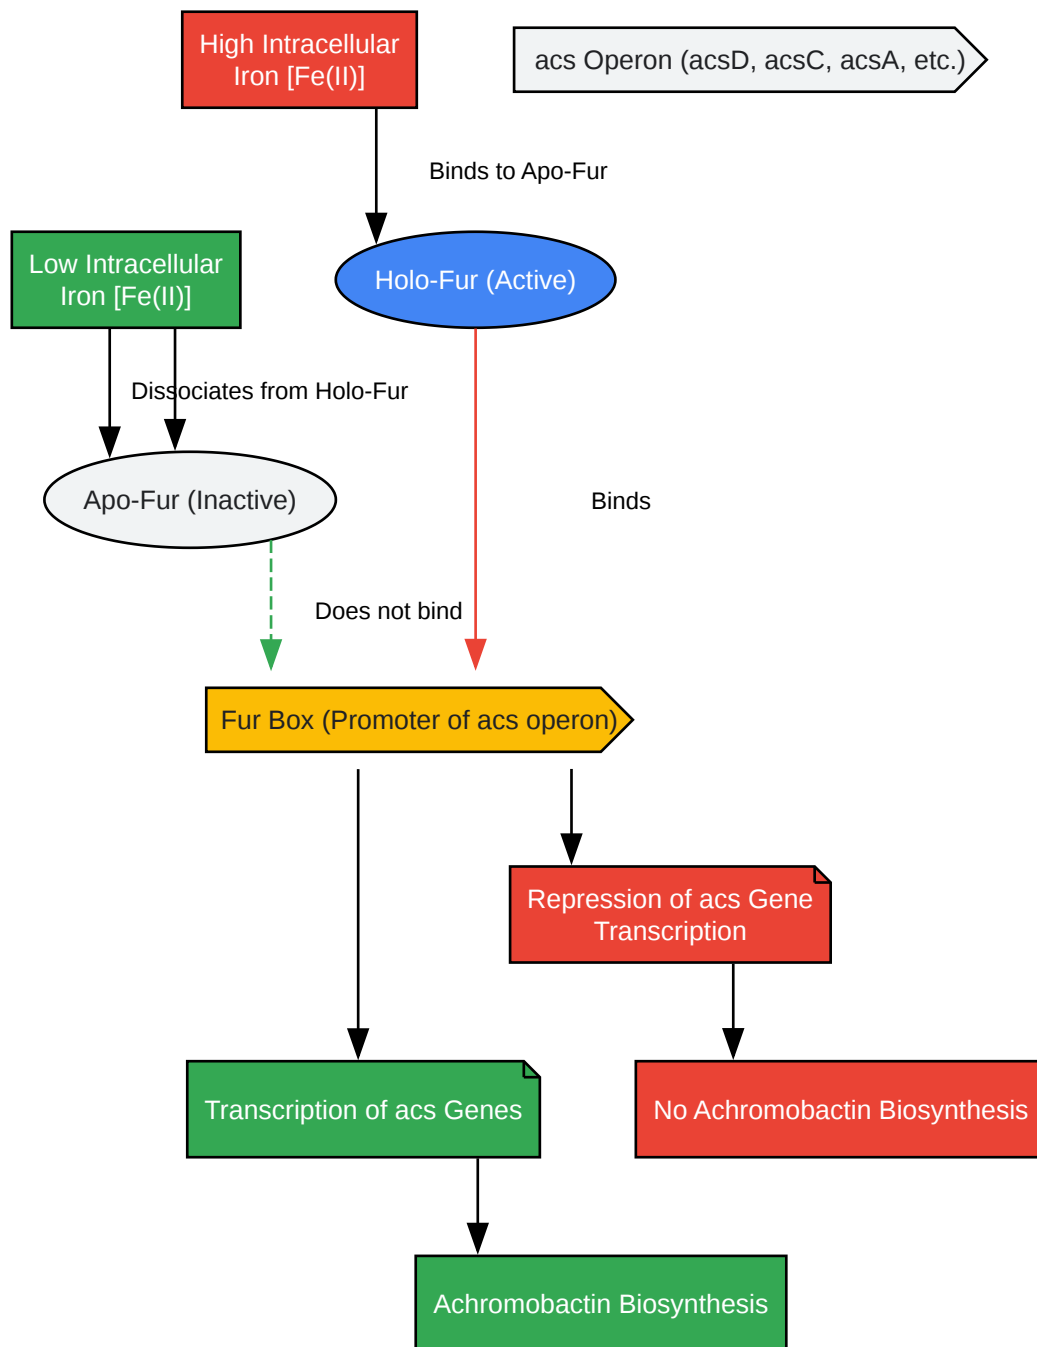 High Intracellular
Iron [Fe(II)]
acs Operon (acsD, acsC, acsA, etc.)
Binds to Apo-Fur
Low Intracellular
Iron [Fe(II)]
Holo-Fur (Active)
Dissociates from Holo-Fur
Apo-Fur (Inactive)
Binds
Does not bind
Fur Box (Promoter of acs operon)
Repression of acs Gene
Transcription
Transcription of acs Genes
No Achromobactin Biosynthesis
Achromobactin Biosynthesis